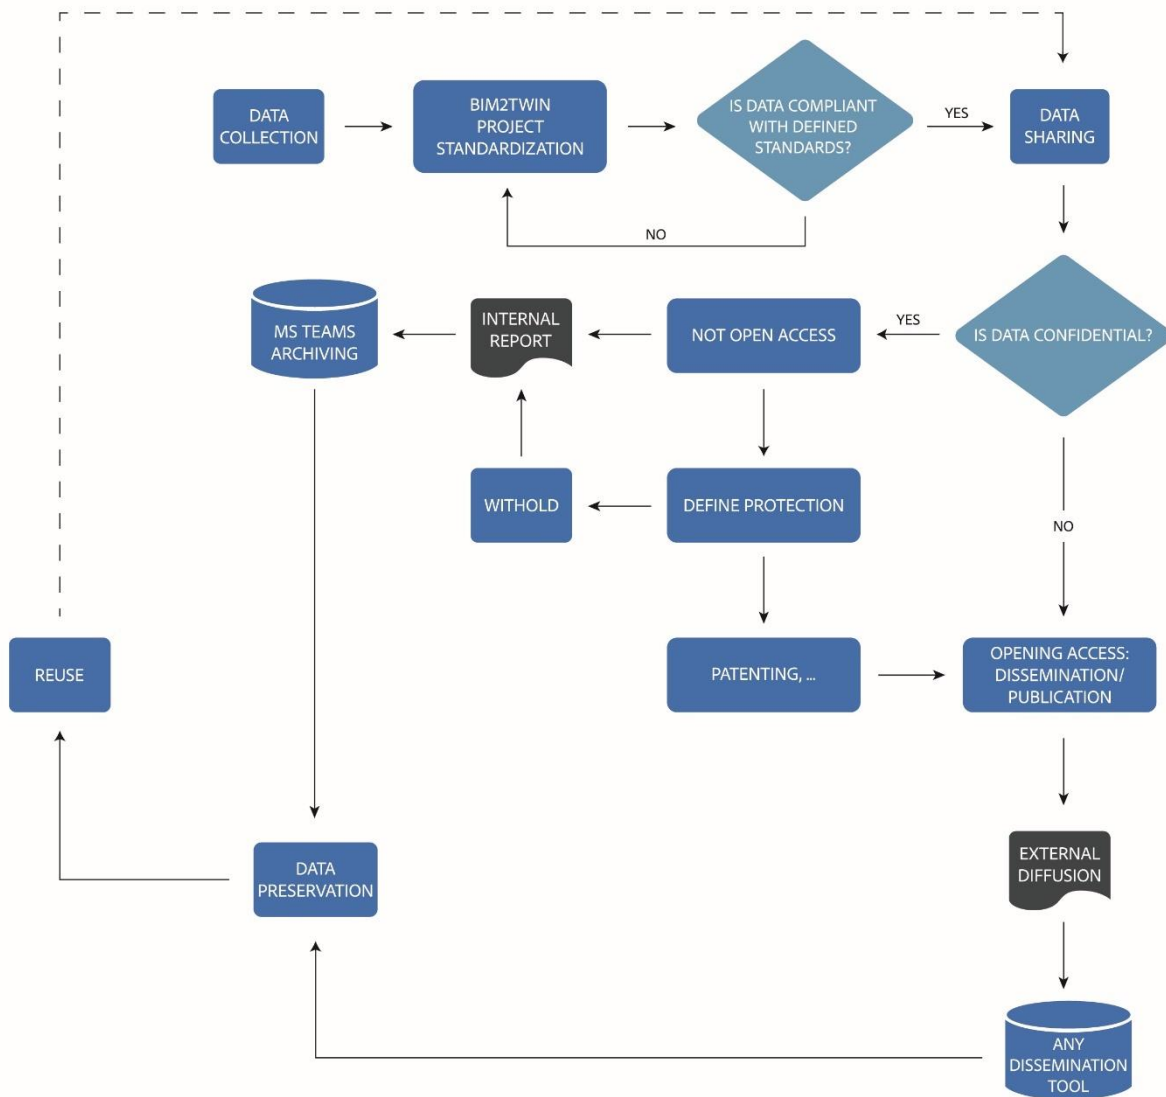 DATA
COLLECTION
BIM2TWIN
PROJECT
STANDARDIZATION
IS DATA COMPLIANT
WITH DEFINED
STANDARDS?
YES
DATA
SHARING
NO
MS TEAMS
ARCHIVING
INTERNAL
REPORT
NOT OPEN ACCESS
YES
IS DATA CONFIDENTIAL?
WITHOLD
DEFINE PROTECTION
NO
REUSE
PATENTING, ...
OPENING ACCESS:
DISSEMINATION/
PUBLICATION
DATA
PRESERVATION
EXTERNAL
DIFFUSION
ANY
DISSEMINATION
TOOL